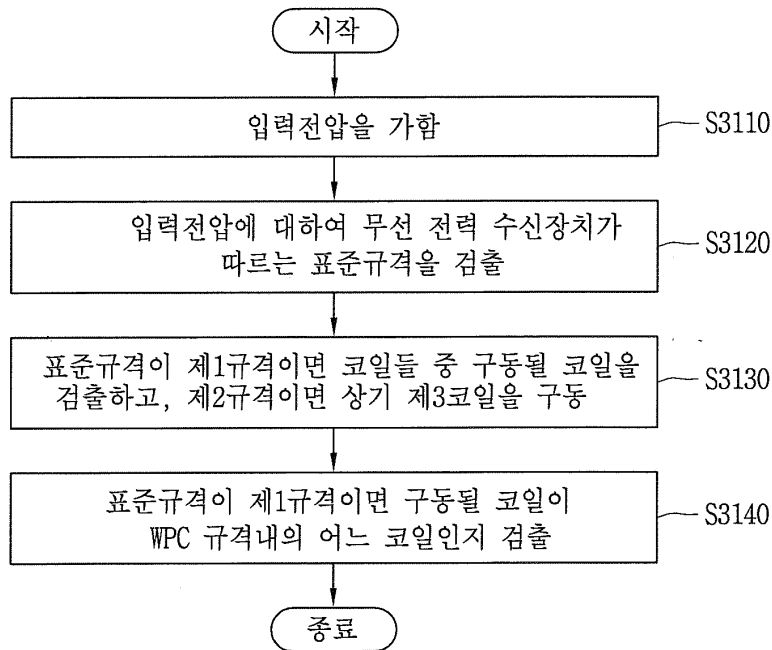 시작
입력전압을 가함
S3110
입력전압에 대하여 무선 전력 수신장치가
따르는 표준규격을 검출
S3120
표준규격이 제1규격이면 코일들 중 구동될 코일을
검출하고, 제2규격이면 상기 제3코일을 구동
S3130
표준규격이 제1규격이면 구동될 코일이
WPC 규격내의 어느 코일인지 검출
S3140
종료